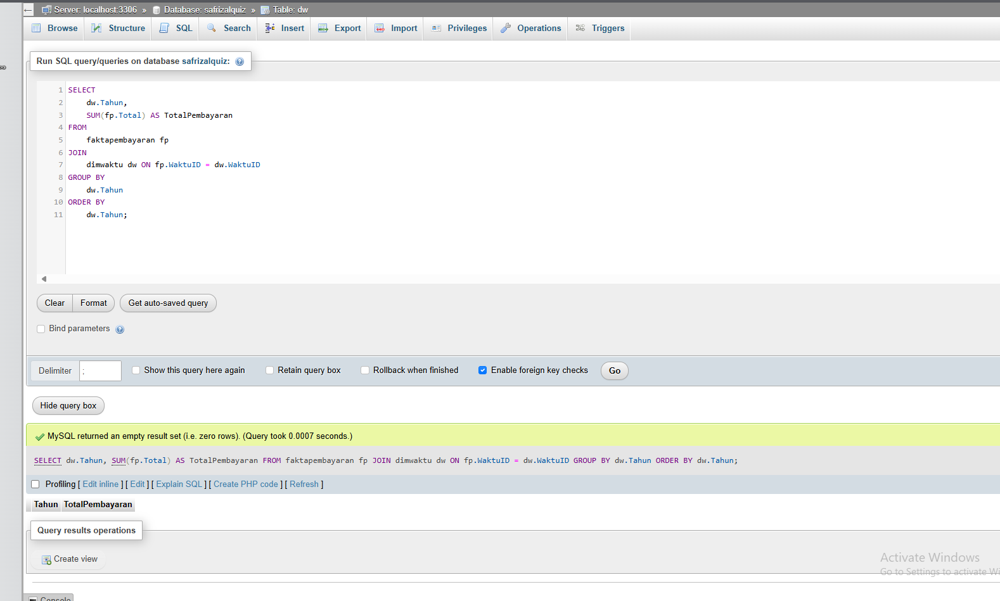 Server: localhost:3306 » Database: safrizalquiz » Table: dw
Browse Structure SQL Search Insert Export Import Privileges Operations Triggers
Run SQL query/queries on database safrizalquiz:
1 SELECT
2 dw.Tahun,
3 SUM(fp.Total) AS TotalPembayaran
4 FROM
5 faktapembayaran fp
6 JOIN
7 dimwaktu dw ON fp.WaktuID = dw.WaktuID
8 GROUP BY
9 dw.Tahun
10 ORDER BY
11 dw.Tahun;
Clear Format Get auto-saved query
Bind parameters
Delimiter ; Show this query here again Retain query box Rollback when finished Enable foreign key checks Go
Hide query box
MySQL returned an empty result set (i.e. zero rows). (Query took 0.0007 seconds.)
SELECT dw.Tahun, SUM(fp.Total) AS TotalPembayaran FROM faktapembayaran fp JOIN dimwaktu dw ON fp.WaktuID = dw.WaktuID GROUP BY dw.Tahun ORDER BY dw.Tahun;
Profiling [ Edit inline ] [ Edit ] [ Explain SQL ] [ Create PHP code ] [ Refresh ]
Tahun TotalPembayaran
Query results operations
Create view
Activate Windows
Go to Settings to activate Wi
Console